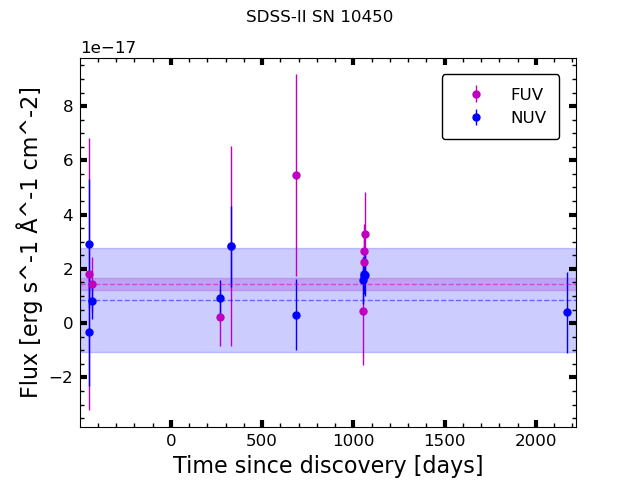 SDSS-II SN 10450
1e−17
FUV
NUV
8
6
4
2
0
−2
Flux [erg s^-1 Å^-1 cm^-2]
0 500 1000 1500 2000
Time since discovery [days]